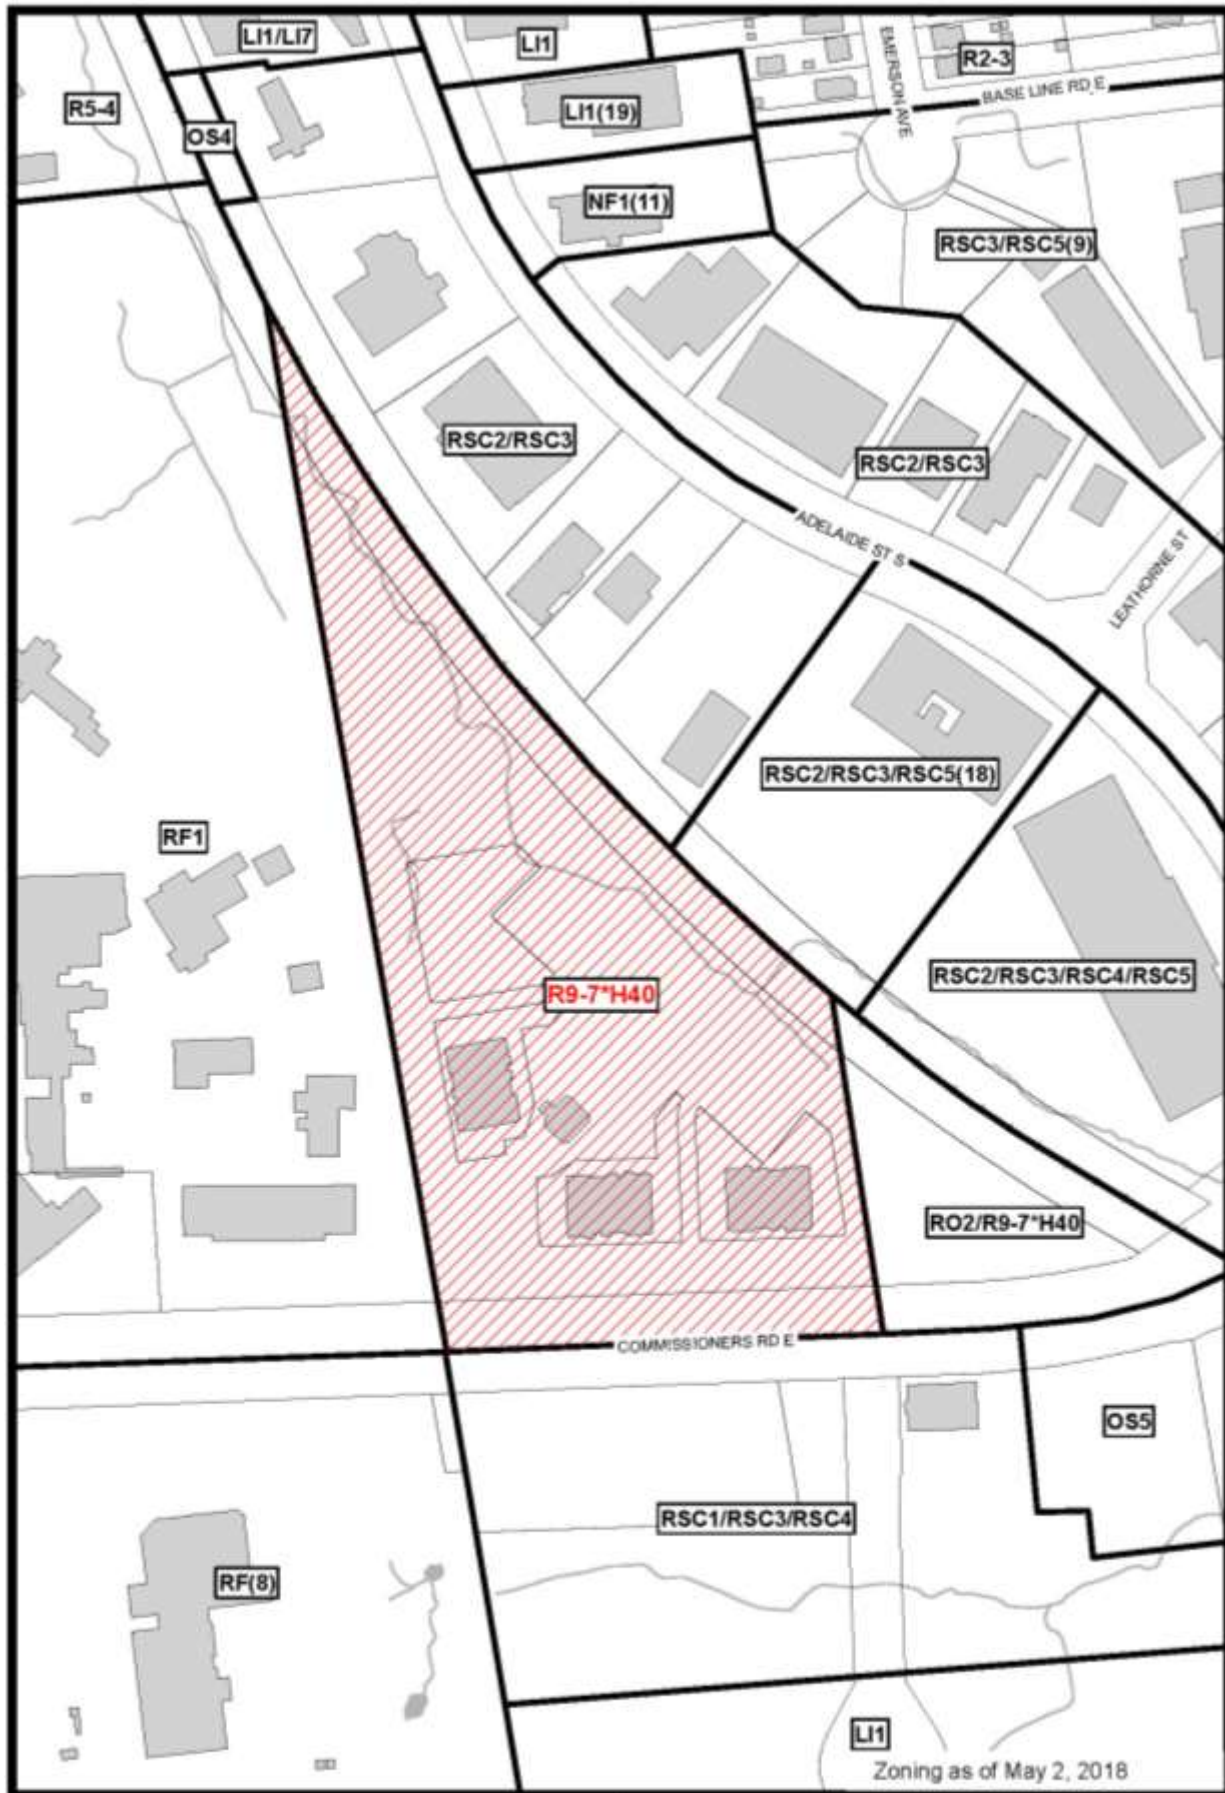 LI1/LI7
LI1
R2-3
EMERSON AVE
BASE LINE RD E
R5-4
LI1(19)
OS4
NF1(11)
RSC3/RSC5(9)
RSC2/RSC3
RSC2/RSC3
ADELAIDE ST S
LEATHORNE ST
RSC2/RSC3/RSC5(18)
RF1
RSC2/RSC3/RSC4/RSC5
R9-7*H40
RO2/R9-7*H40
COMMISSIONERS RD E
OS5
RSC1/RSC3/RSC4
RF(8)
LI1
Zoning as of May 2, 2018